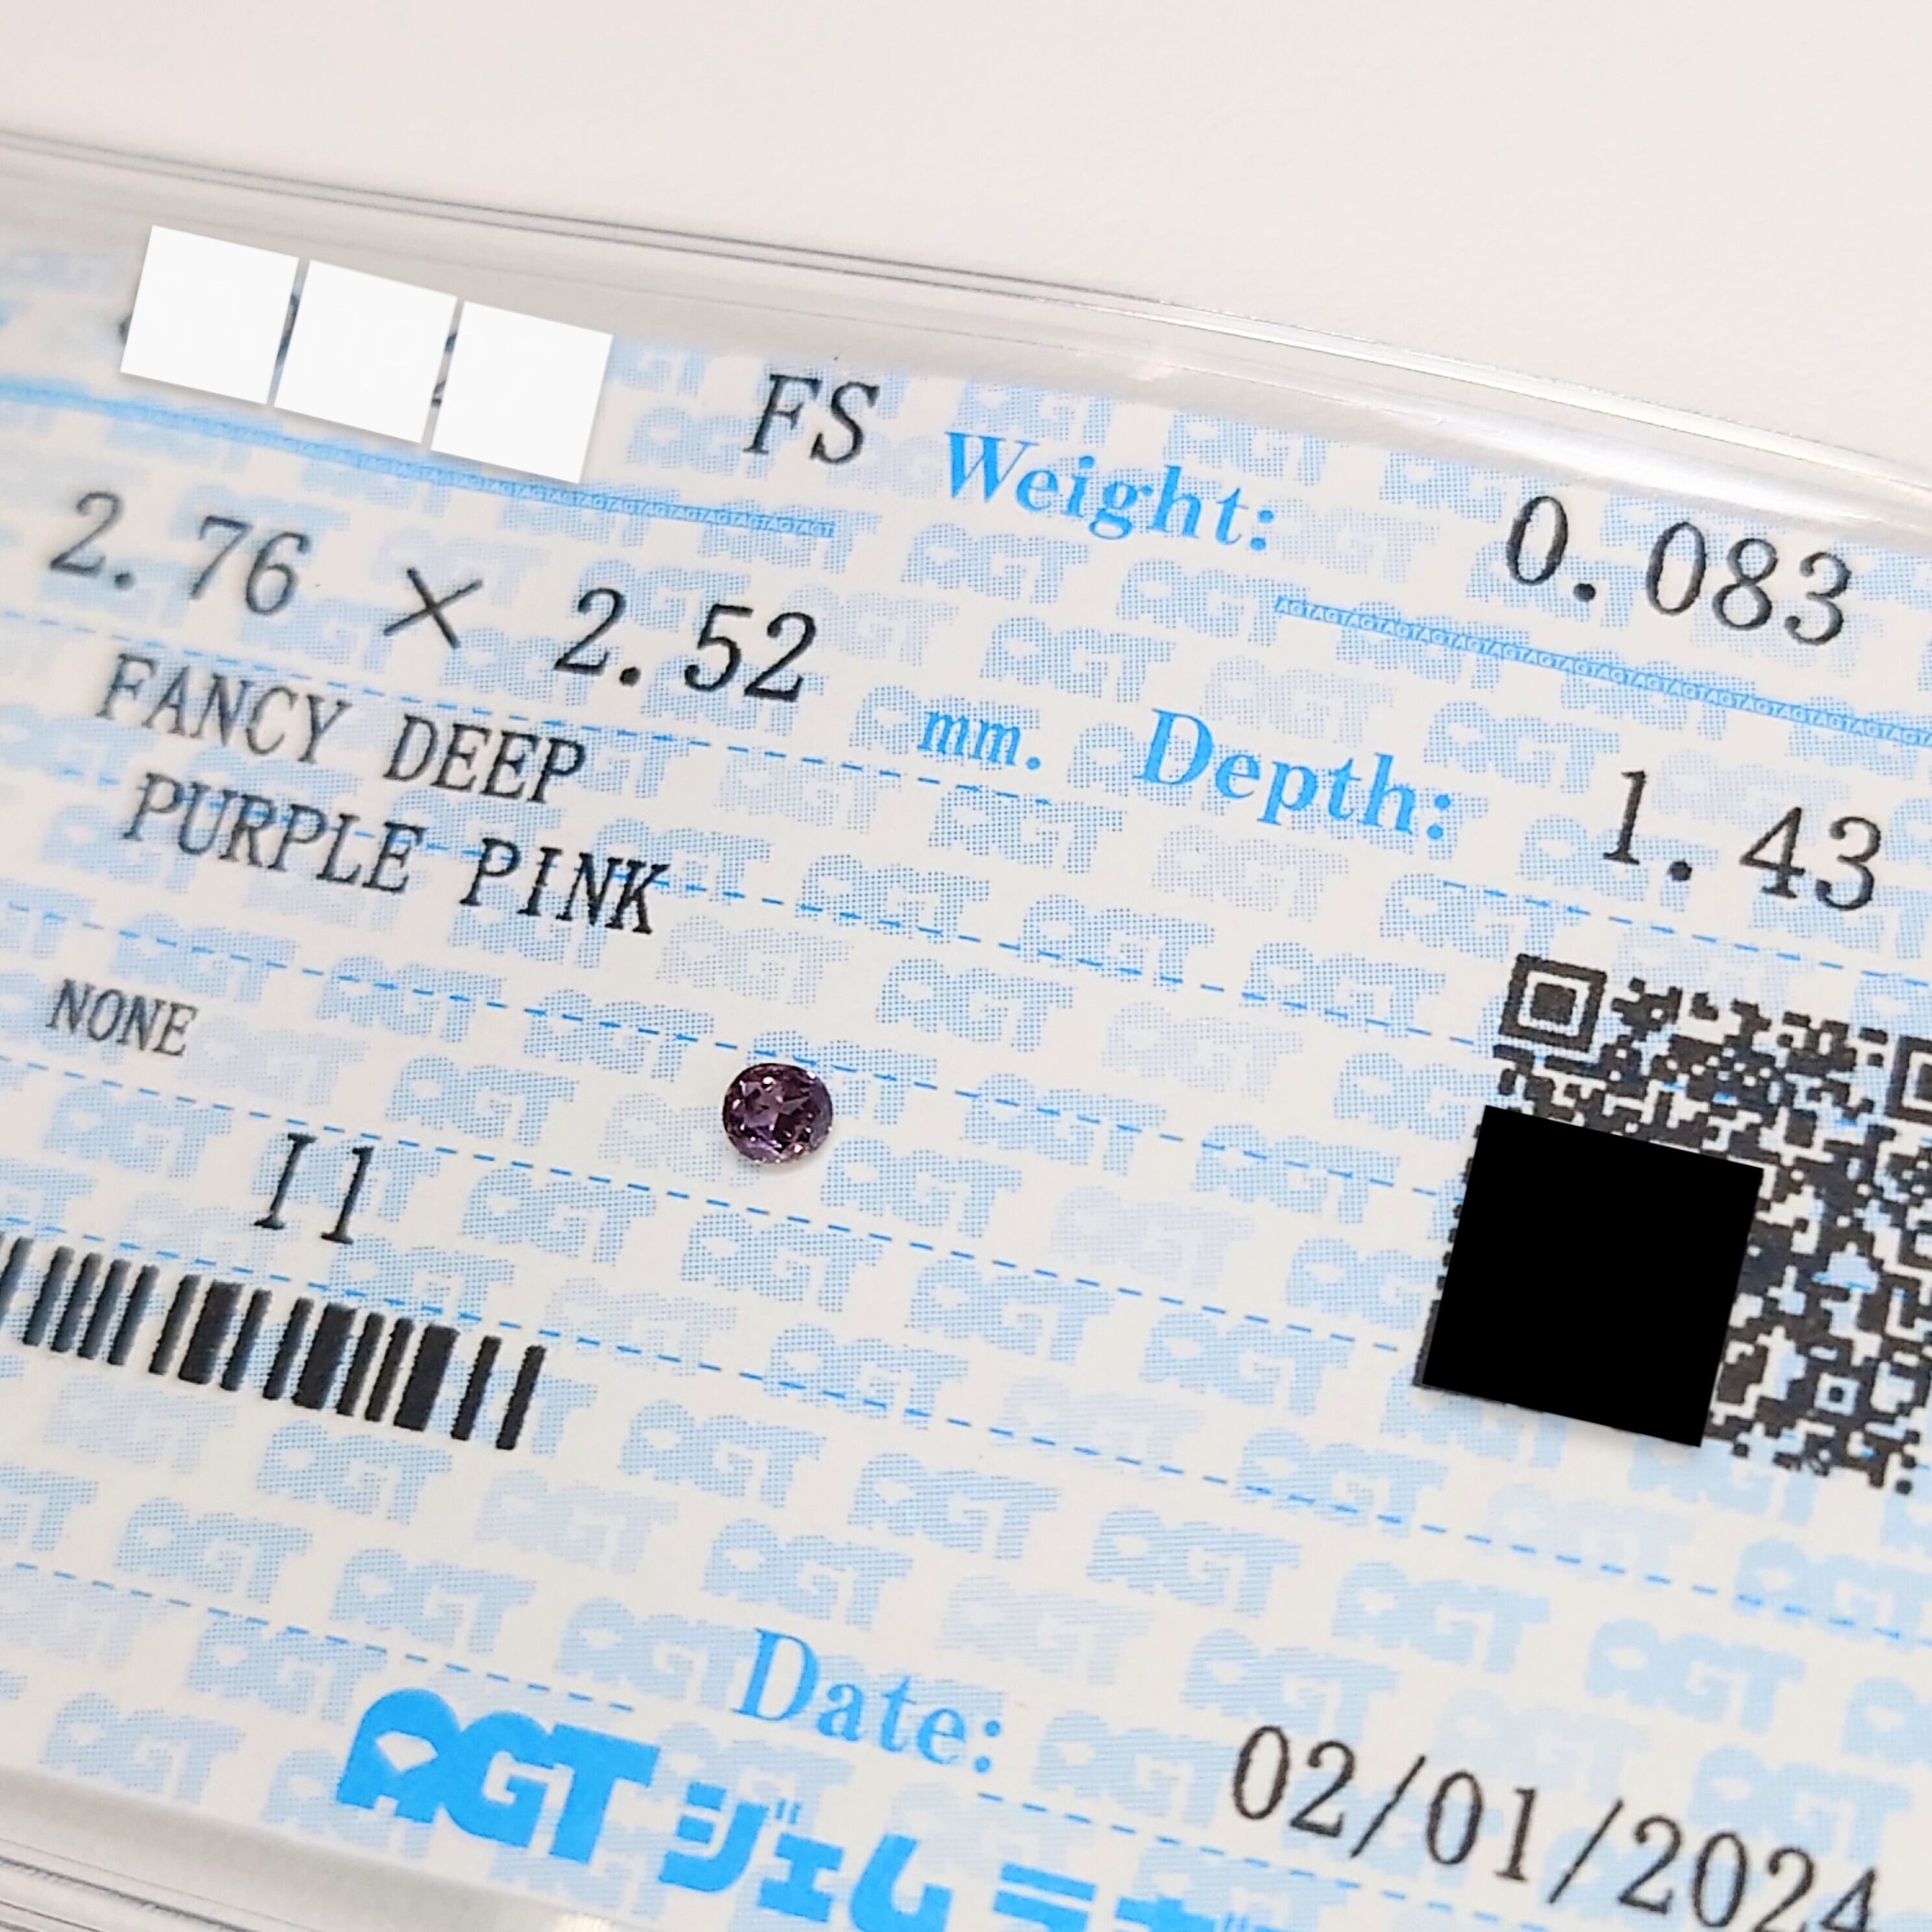 FS Weight: 0.083
2.76 × 2.52 mm. Depth: 1.43
FANCY DEEP
PURPLE PINK
NONE
I1
Date: 02/01/2024
AGT ジェム